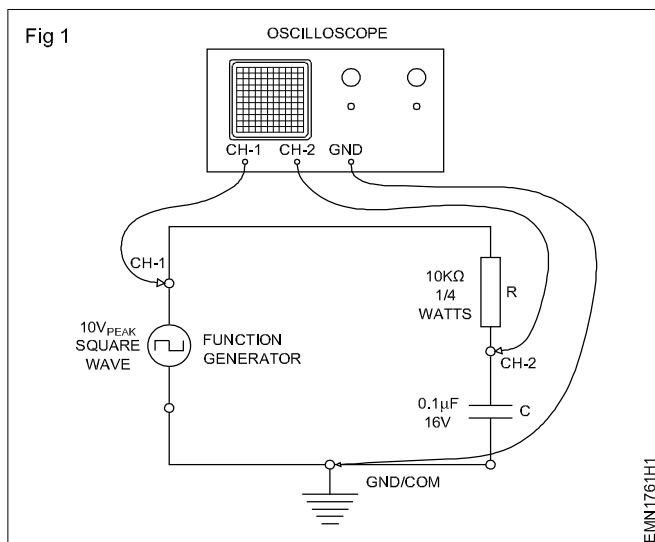 Fig 1
OSCILLOSCOPE
CH-1 CH-2 GND
CH-1
10KΩ
1/4
WATTS
R
10VPEAK
SQUARE
WAVE
FUNCTION
GENERATOR
CH-2
0.1µF
16V
C
GND/COM
EMN1761H1